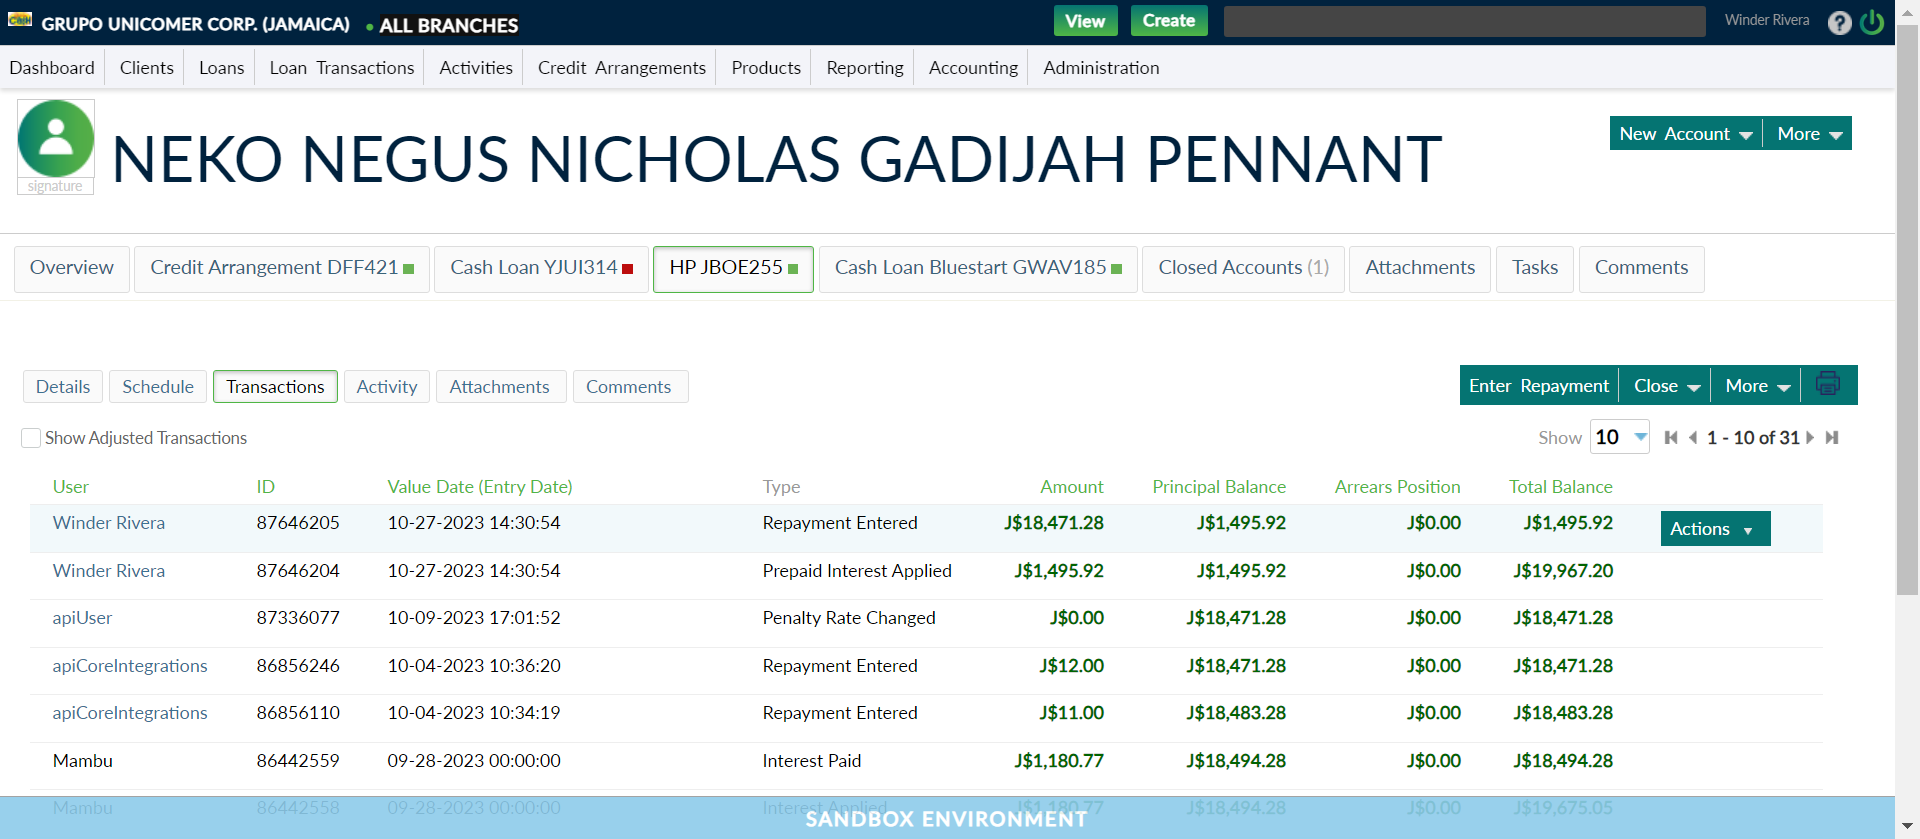 GRUPO UNICOMER CORP. (JAMAICA) • ALL BRANCHES View Create Winder Rivera ?
Dashboard Clients Loans Loan Transactions Activities Credit Arrangements Products Reporting Accounting Administration
NEKO NEGUS NICHOLAS GADIJAH PENNANT
New Account More
signature
Overview Credit Arrangement DFF421 Cash Loan YJUI314 HP JBOE255 Cash Loan Bluestart GWAV185 Closed Accounts (1) Attachments Tasks Comments
Details Schedule Transactions Activity Attachments Comments Enter Repayment Close More
Show Adjusted Transactions Show 10 1 - 10 of 31
User ID Value Date (Entry Date) Type Amount Principal Balance Arrears Position Total Balance
Winder Rivera 87646205 10-27-2023 14:30:54 Repayment Entered J$18,471.28 J$1,495.92 J$0.00 J$1,495.92 Actions
Winder Rivera 87646204 10-27-2023 14:30:54 Prepaid Interest Applied J$1,495.92 J$1,495.92 J$0.00 J$19,967.20
apiUser 87336077 10-09-2023 17:01:52 Penalty Rate Changed J$0.00 J$18,471.28 J$0.00 J$18,471.28
apiCoreIntegrations 86856246 10-04-2023 10:36:20 Repayment Entered J$12.00 J$18,471.28 J$0.00 J$18,471.28
apiCoreIntegrations 86856110 10-04-2023 10:34:19 Repayment Entered J$11.00 J$18,483.28 J$0.00 J$18,483.28
Mambu 86442559 09-28-2023 00:00:00 Interest Paid J$1,180.77 J$18,494.28 J$0.00 J$18,494.28
Mambu 86442558 09-28-2023 00:00:00 Interest Applied J$1,180.77 J$18,494.28 J$0.00 J$19,675.05
SANDBOX ENVIRONMENT